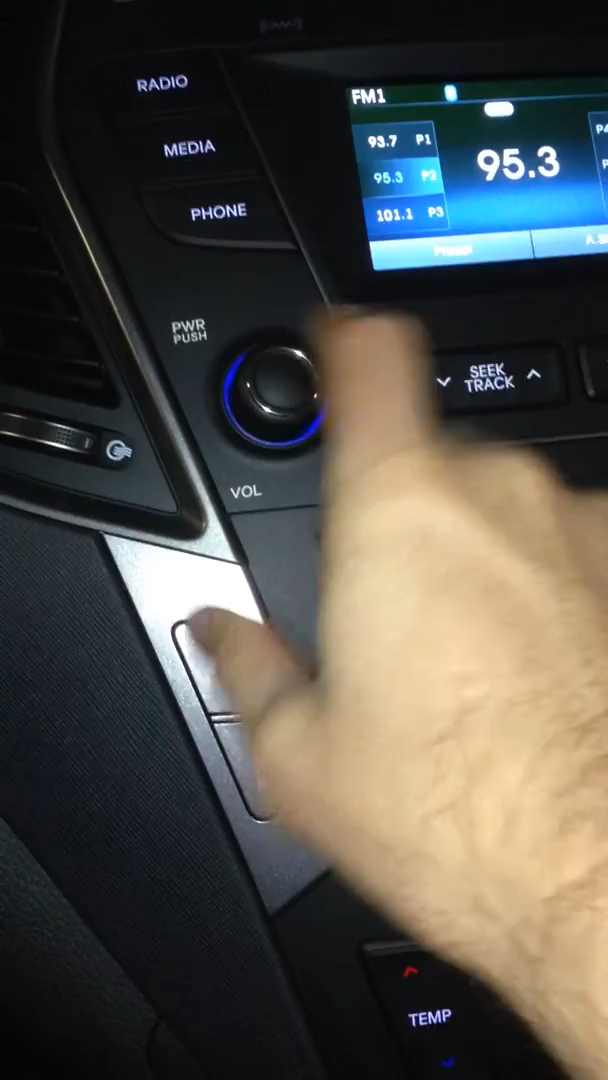 RADIO
MEDIA
PHONE
FM1
93.7 P1
95.3 P2
101.1 P3
95.3
Preset
PWR
PUSH
SEEK
TRACK
VOL
TEMP